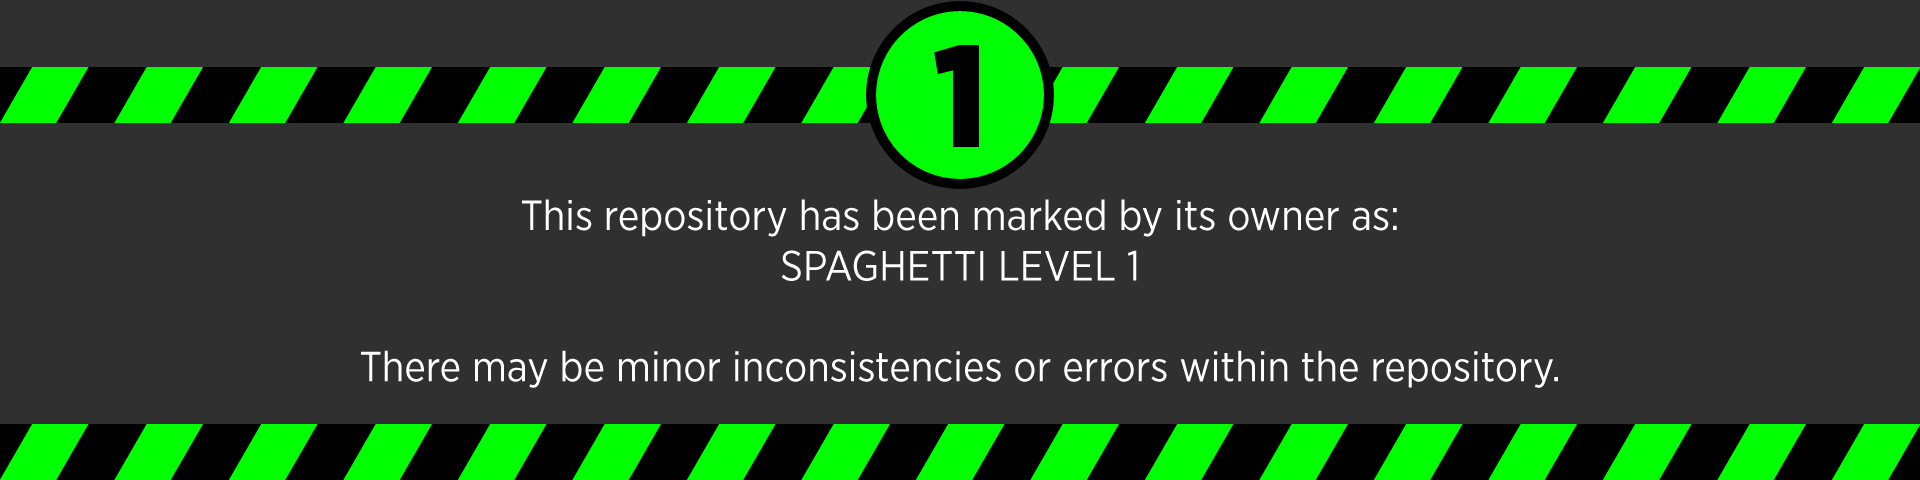 1
This repository has been marked by its owner as:
SPAGHETTI LEVEL 1
There may be minor inconsistencies or errors within the repository.